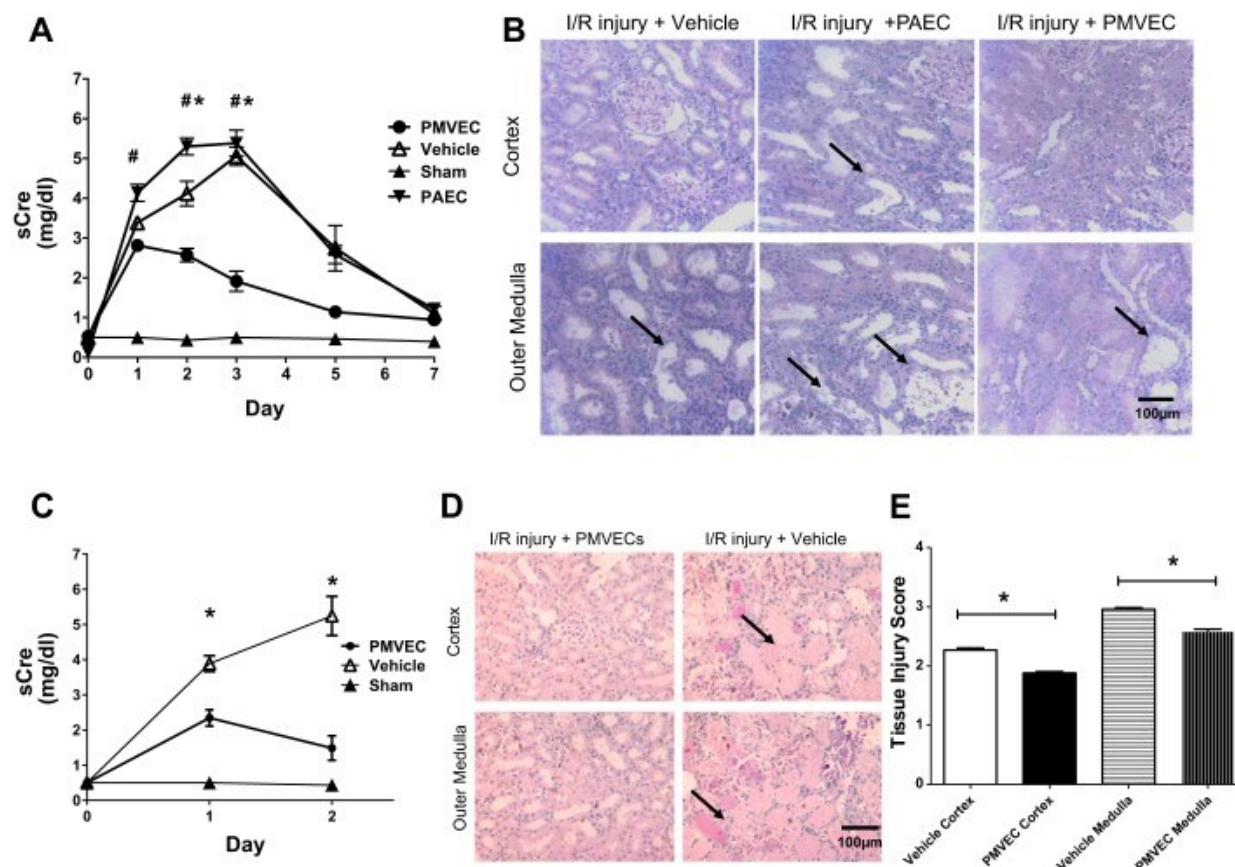 A
7
6
5
4
3
2
1
0
sCre
(mg/dl)
# #* #*
PMVEC
Vehicle
Sham
PAEC
0 1 2 3 4 5 6 7
Day
B
I/R injury + Vehicle I/R injury +PAEC I/R injury + PMVEC
Cortex
Outer Medulla
100µm
C
7
6
5
4
3
2
1
0
sCre
(mg/dl)
* *
PMVEC
Vehicle
Sham
0 1 2
Day
D
I/R injury + PMVECs I/R injury + Vehicle
Cortex
Outer Medulla
100µm
E
4
3
2
1
0
Tissue Injury Score
* *
Vehicle Cortex
PMVEC Cortex
Vehicle Medulla
PMVEC Medulla